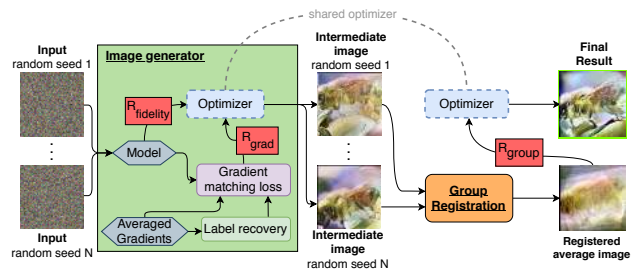 shared optimizer
Input
random seed 1
Image generator
Intermediate
image
random seed 1
Final
Result
R
fidelity
Optimizer
Optimizer
R
grad
R
group
Model
Gradient
matching loss
Group
Registration
Averaged
Gradients
Label recovery
Input
random seed N
Intermediate
image
random seed N
Registered
average image